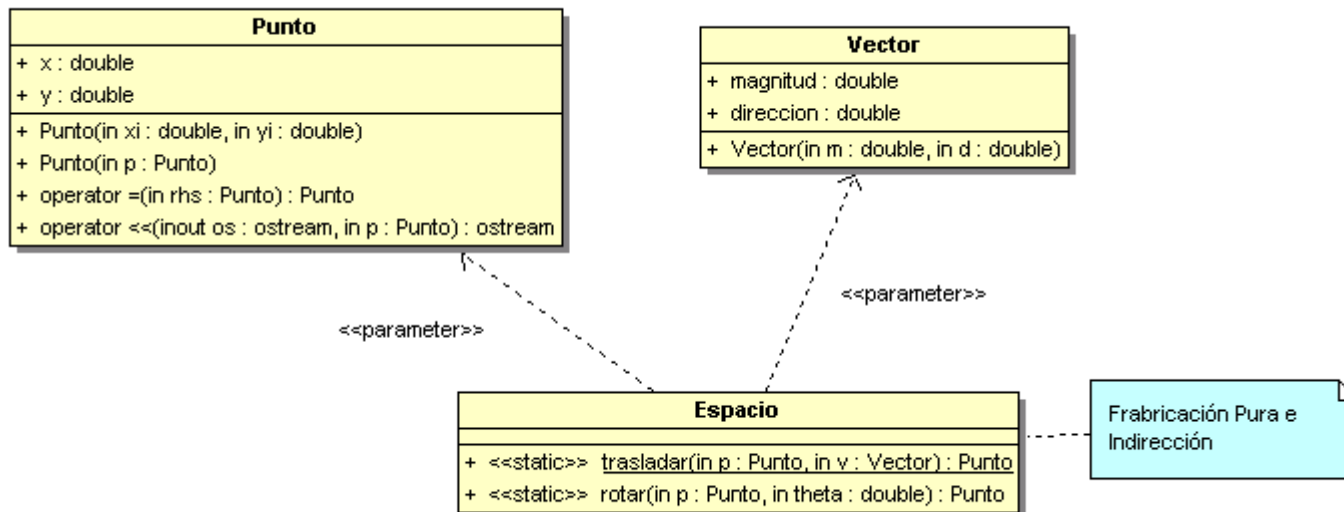 Punto
+ x : double
+ y : double
+ Punto(in xi : double, in yi : double)
+ Punto(in p : Punto)
+ operator =(in rhs : Punto) : Punto
+ operator <<(inout os : ostream, in p : Punto) : ostream
Vector
+ magnitud : double
+ direccion : double
+ Vector(in m : double, in d : double)
<<parameter>>
<<parameter>>
Espacio
+ <<static>> trasladar(in p : Punto, in v : Vector) : Punto
+ <<static>> rotar(in p : Punto, in theta : double) : Punto
Frabricación Pura e
Indirección